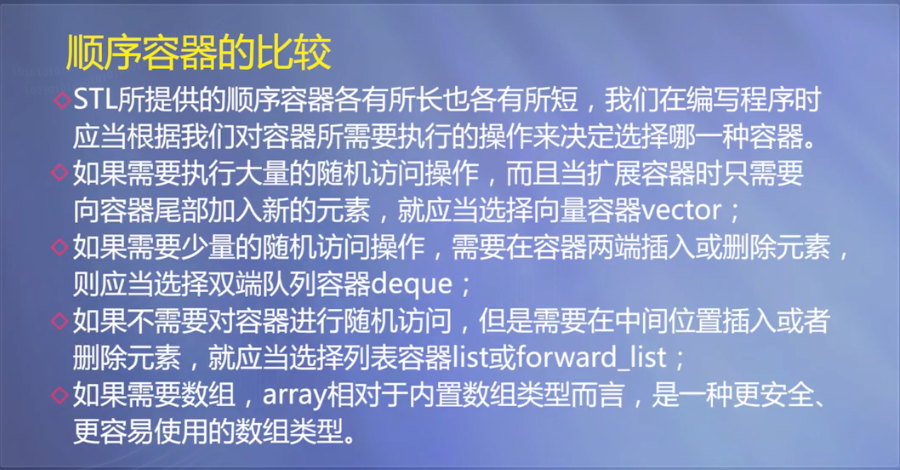 顺序容器的比较
STL所提供的顺序容器各有所长也各有所短，我们在编写程序时
应当根据我们对容器所需要执行的操作来决定选择哪一种容器。
如果需要执行大量的随机访问操作，而且当扩展容器时只需要
向容器尾部加入新的元素，就应当选择向量容器vector；
如果需要少量的随机访问操作，需要在容器两端插入或删除元素，
则应当选择双端队列容器deque；
如果不需要对容器进行随机访问，但是需要在中间位置插入或者
删除元素，就应当选择列表容器list或forward_list；
如果需要数组，array相对于内置数组类型而言，是一种更安全、
更容易使用的数组类型。